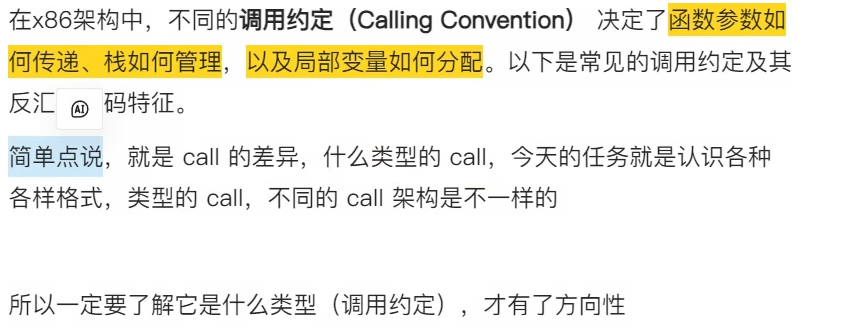 在x86架构中，不同的调用约定（Calling Convention） 决定了函数参数如
何传递、栈如何管理，以及局部变量如何分配。以下是常见的调用约定及其
反汇 AI 码特征。
简单点说，就是 call 的差异，什么类型的 call，今天的任务就是认识各种
各样格式，类型的 call，不同的 call 架构是不一样的
所以一定要了解它是什么类型（调用约定），才有了方向性